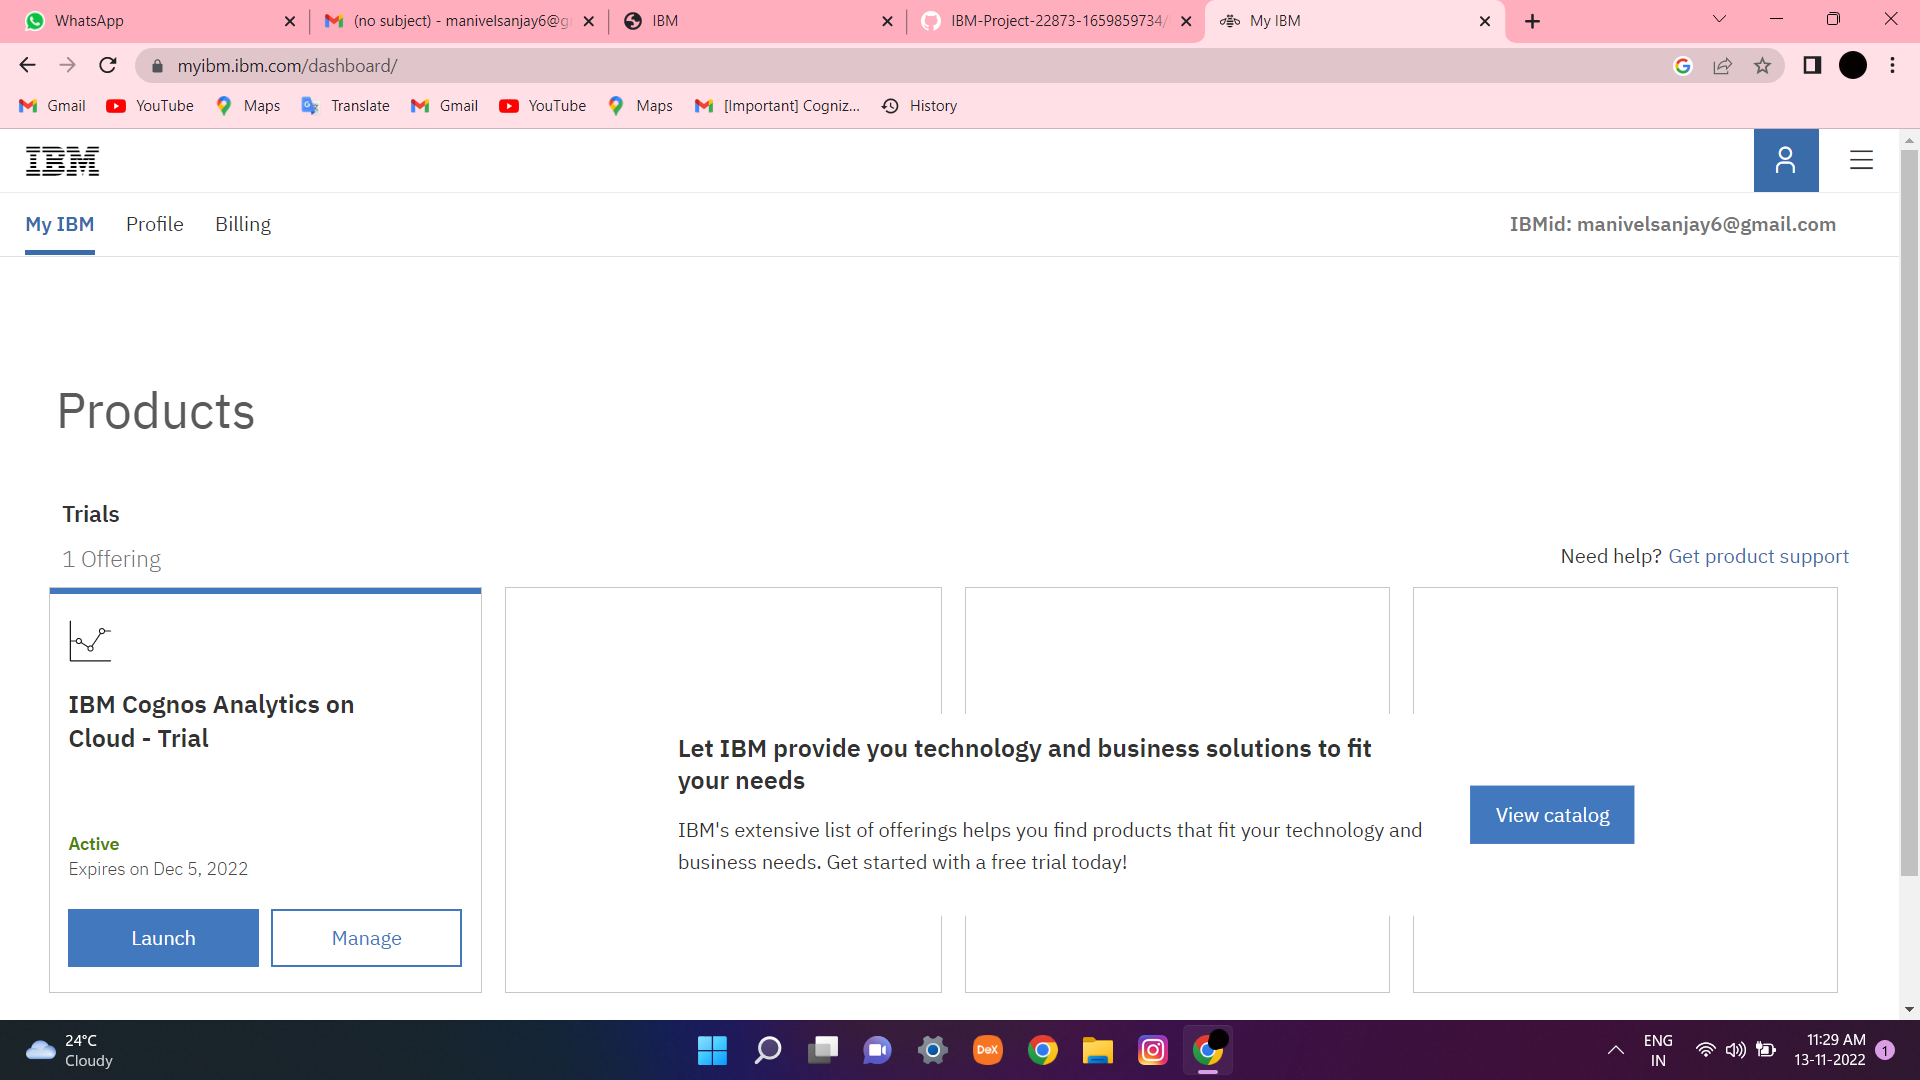 WhatsApp
(no subject) - manivelsanjay6@g
IBM
IBM-Project-22873-1659859734/
My IBM
myibm.ibm.com/dashboard/
Gmail
YouTube
Maps
Translate
Gmail
YouTube
Maps
[Important] Cogniz...
History
IBM
My IBM
Profile
Billing
IBMid: manivelsanjay6@gmail.com
Products
Trials
1 Offering
Need help? Get product support
IBM Cognos Analytics on
Cloud - Trial
Active
Expires on Dec 5, 2022
Launch
Manage
Let IBM provide you technology and business solutions to fit
your needs
IBM's extensive list of offerings helps you find products that fit your technology and
business needs. Get started with a free trial today!
View catalog
24°C
Cloudy
DeX
ENG
IN
11:29 AM
13-11-2022
1